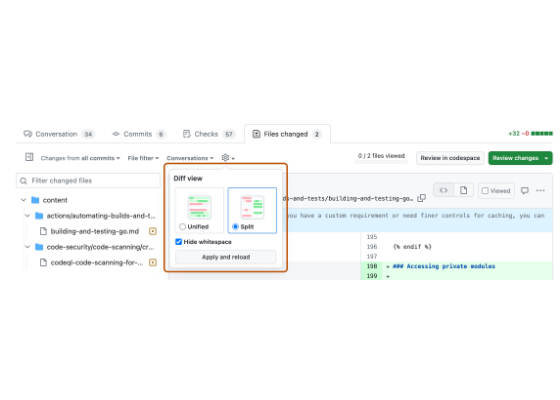 Conversation 34 Commits 6 Checks 57 Files changed 2 +32 −0
Changes from all commits File filter Conversations 0 / 2 files viewed Review in codespace Review changes
Filter changed files
Diff view
Unified Split
Hide whitespace
Apply and reload
content
actions/automating-builds-and-t...
building-and-testing-go.md
code-security/code-scanning/cr...
codeql-code-scanning-for-...
ds-and-tests/building-and-testing-go... Viewed
you have a custom requirement or need finer controls for caching, you can
195
196 {% endif %}
197
198 + ### Accessing private modules
199 +